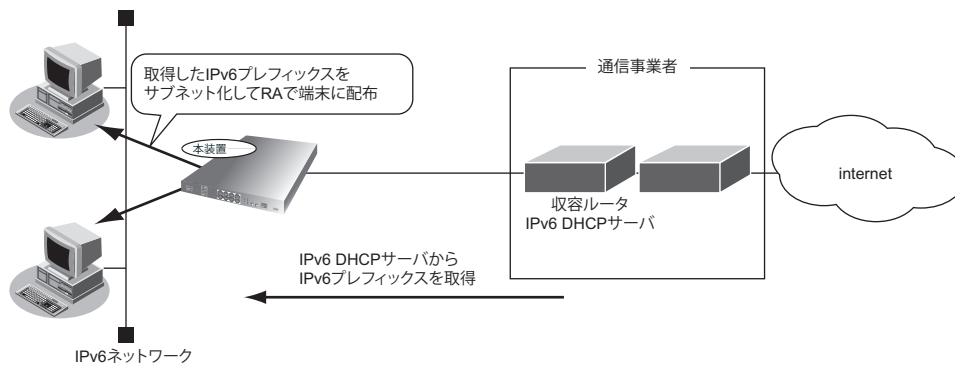 取得したIPv6プレフィックスを
サブネット化してRAで端末に配布
本装置
通信事業者
収容ルータ
IPv6 DHCPサーバ
internet
IPv6 DHCPサーバから
IPv6プレフィックスを取得
IPv6ネットワーク